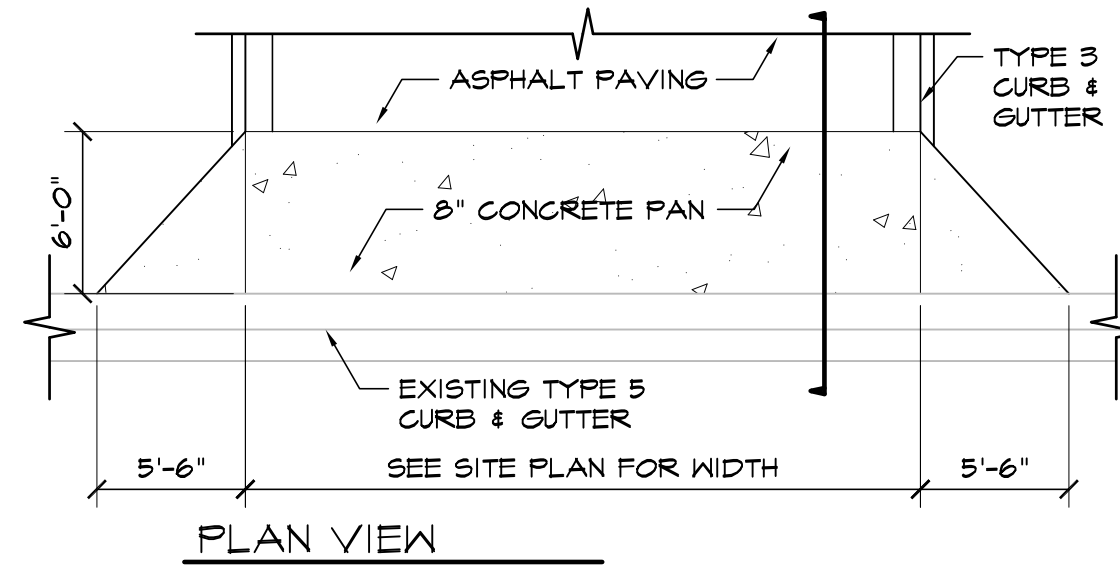 ASPHALT PAVING
TYPE 3
CURB &
GUTTER
6'-0"
8" CONCRETE PAN
EXISTING TYPE 5
CURB & GUTTER
5'-6"
SEE SITE PLAN FOR WIDTH
5'-6"
PLAN VIEW